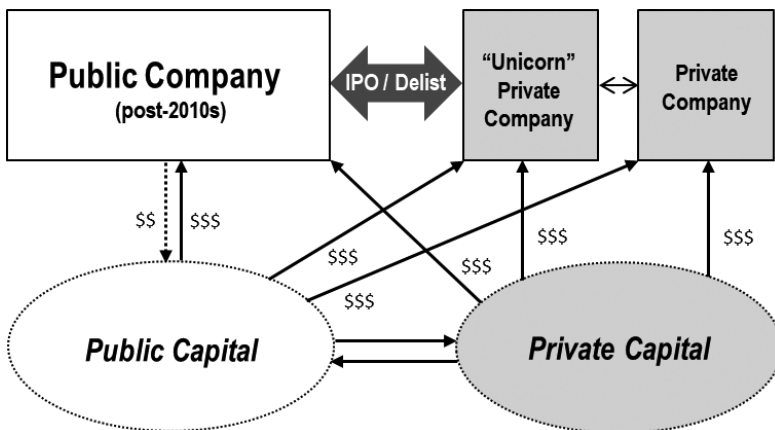 Public Company
(post-2010s)
IPO / Delist
“Unicorn”
Private
Company
Private
Company
$$
$$$
$$$
$$$
$$$
$$$
$$$
Public Capital
Private Capital